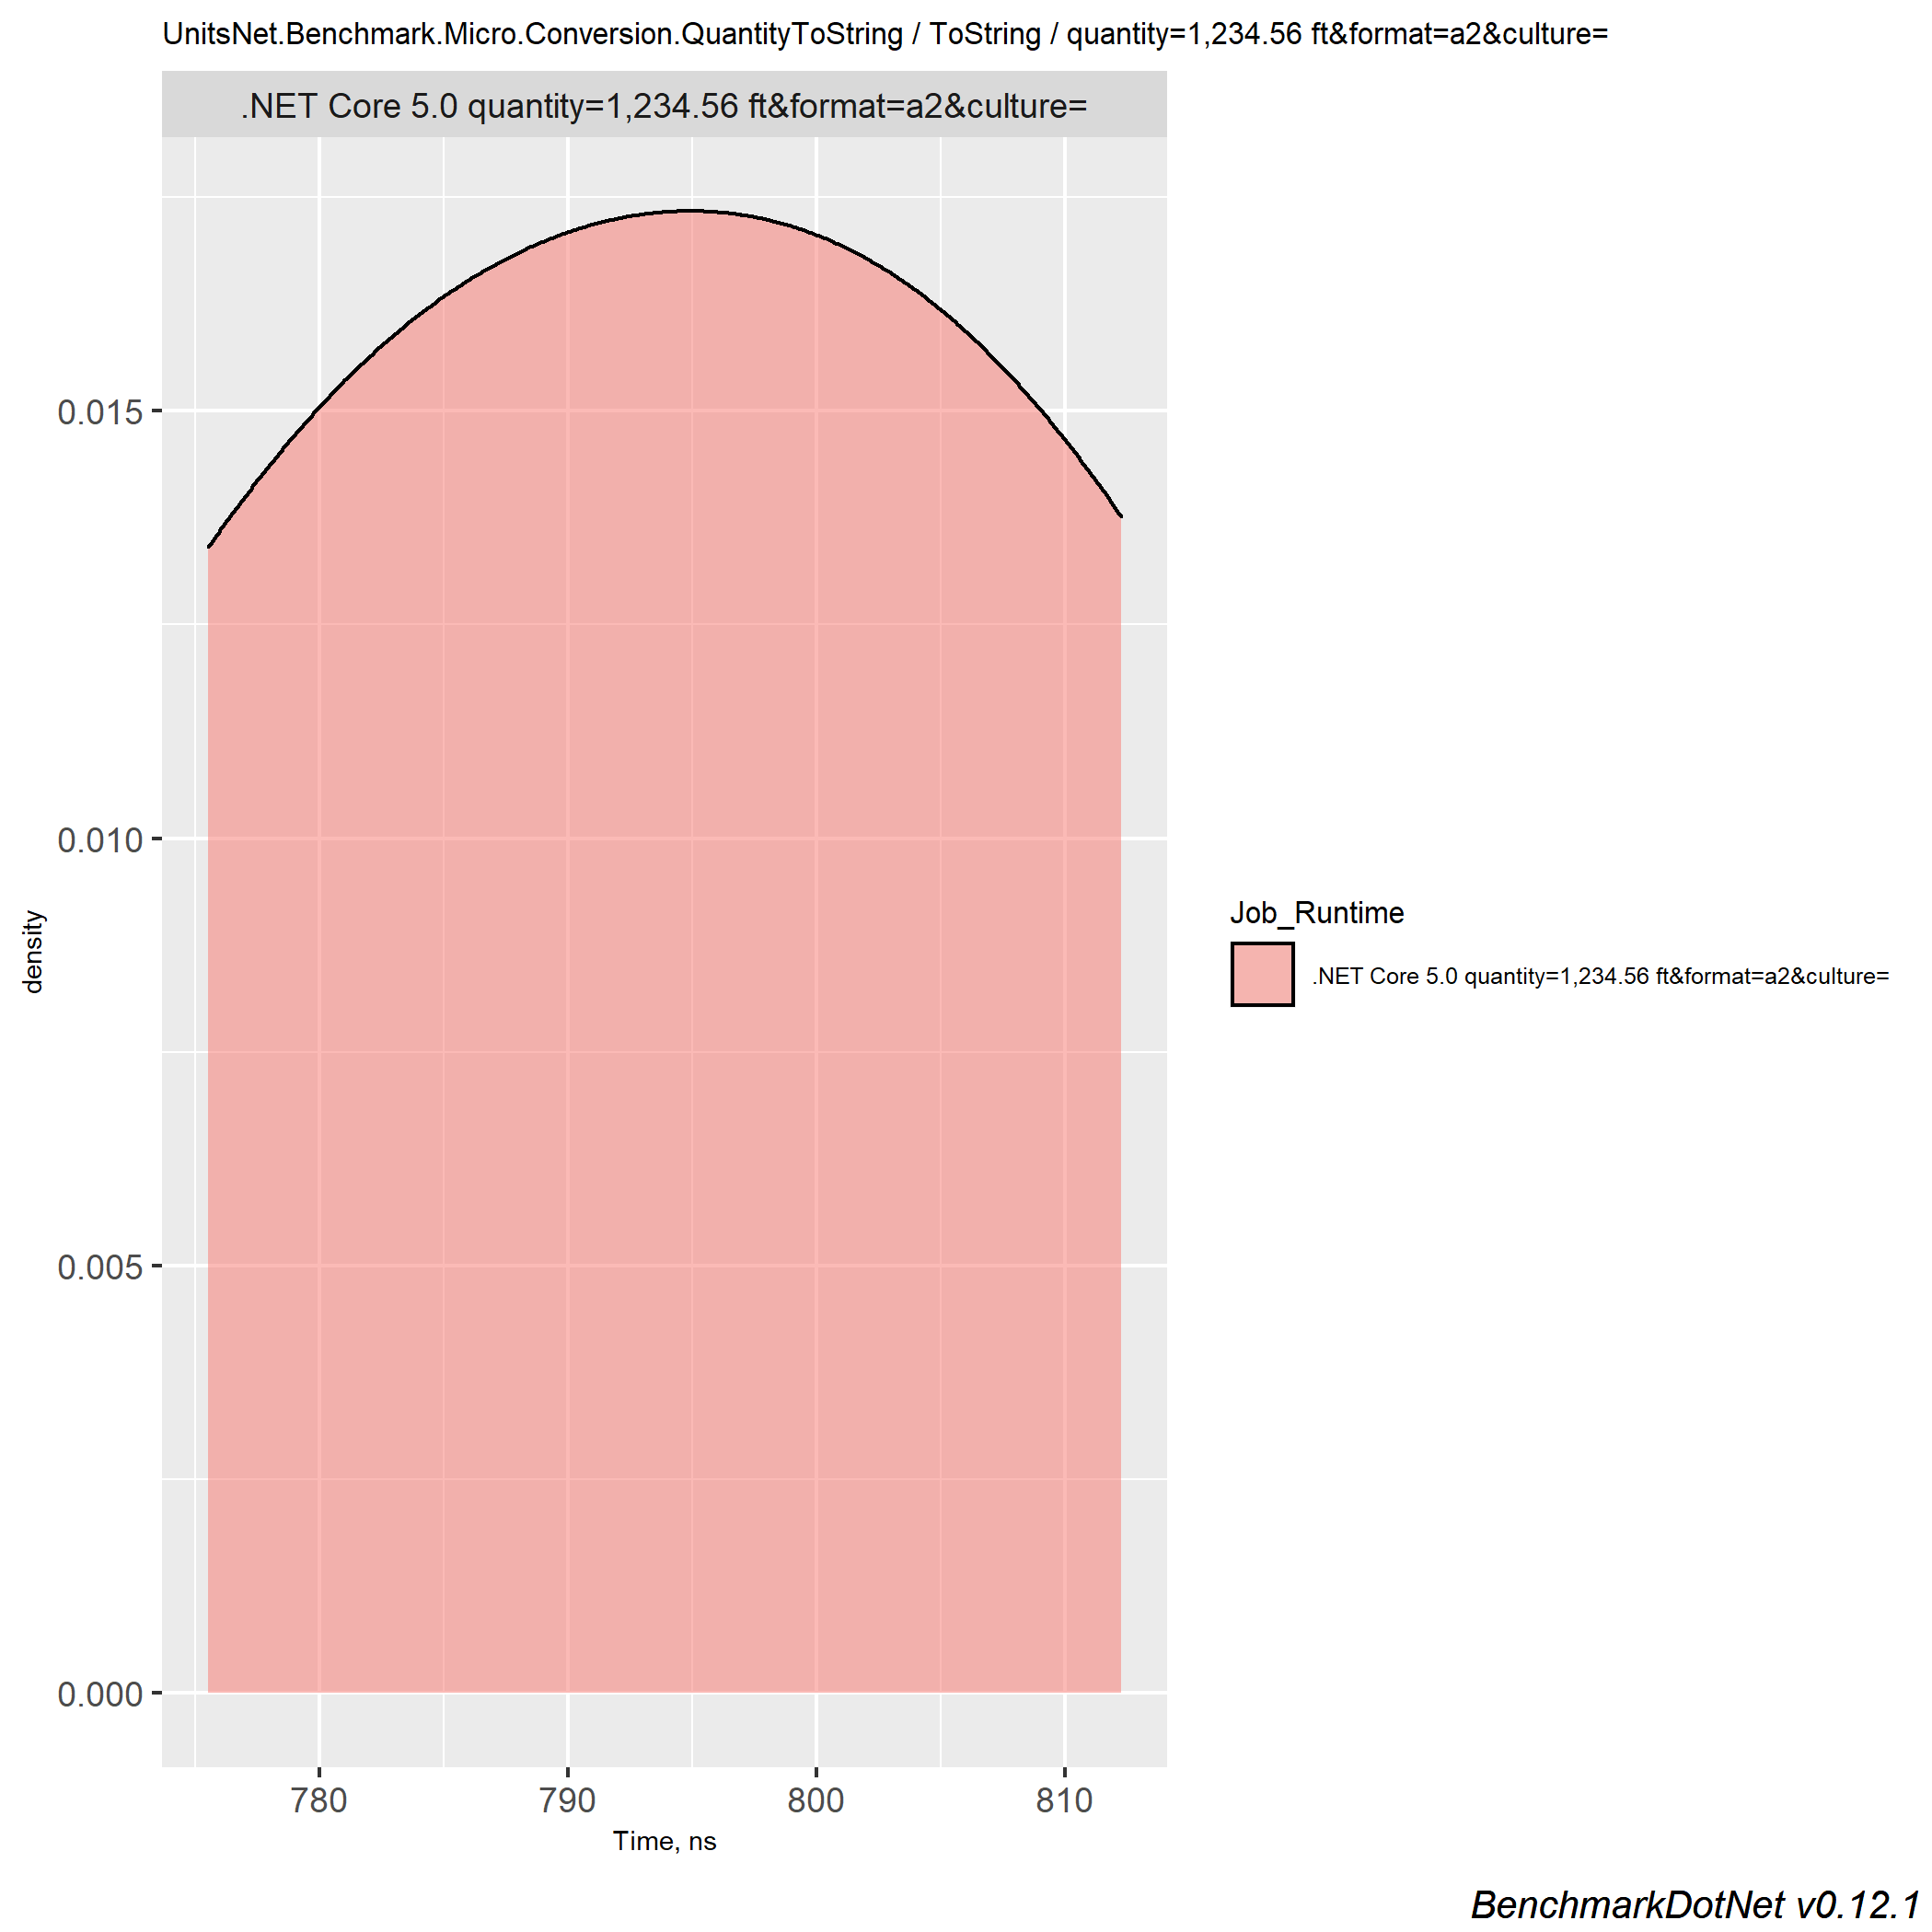 UnitsNet.Benchmark.Micro.Conversion.QuantityToString / ToString / quantity=1,234.56 ft&format=a2&culture=
.NET Core 5.0 quantity=1,234.56 ft&format=a2&culture=
0.015
0.010
0.005
0.000
density
780 790 800 810
Time, ns
Job_Runtime
.NET Core 5.0 quantity=1,234.56 ft&format=a2&culture=
BenchmarkDotNet v0.12.1